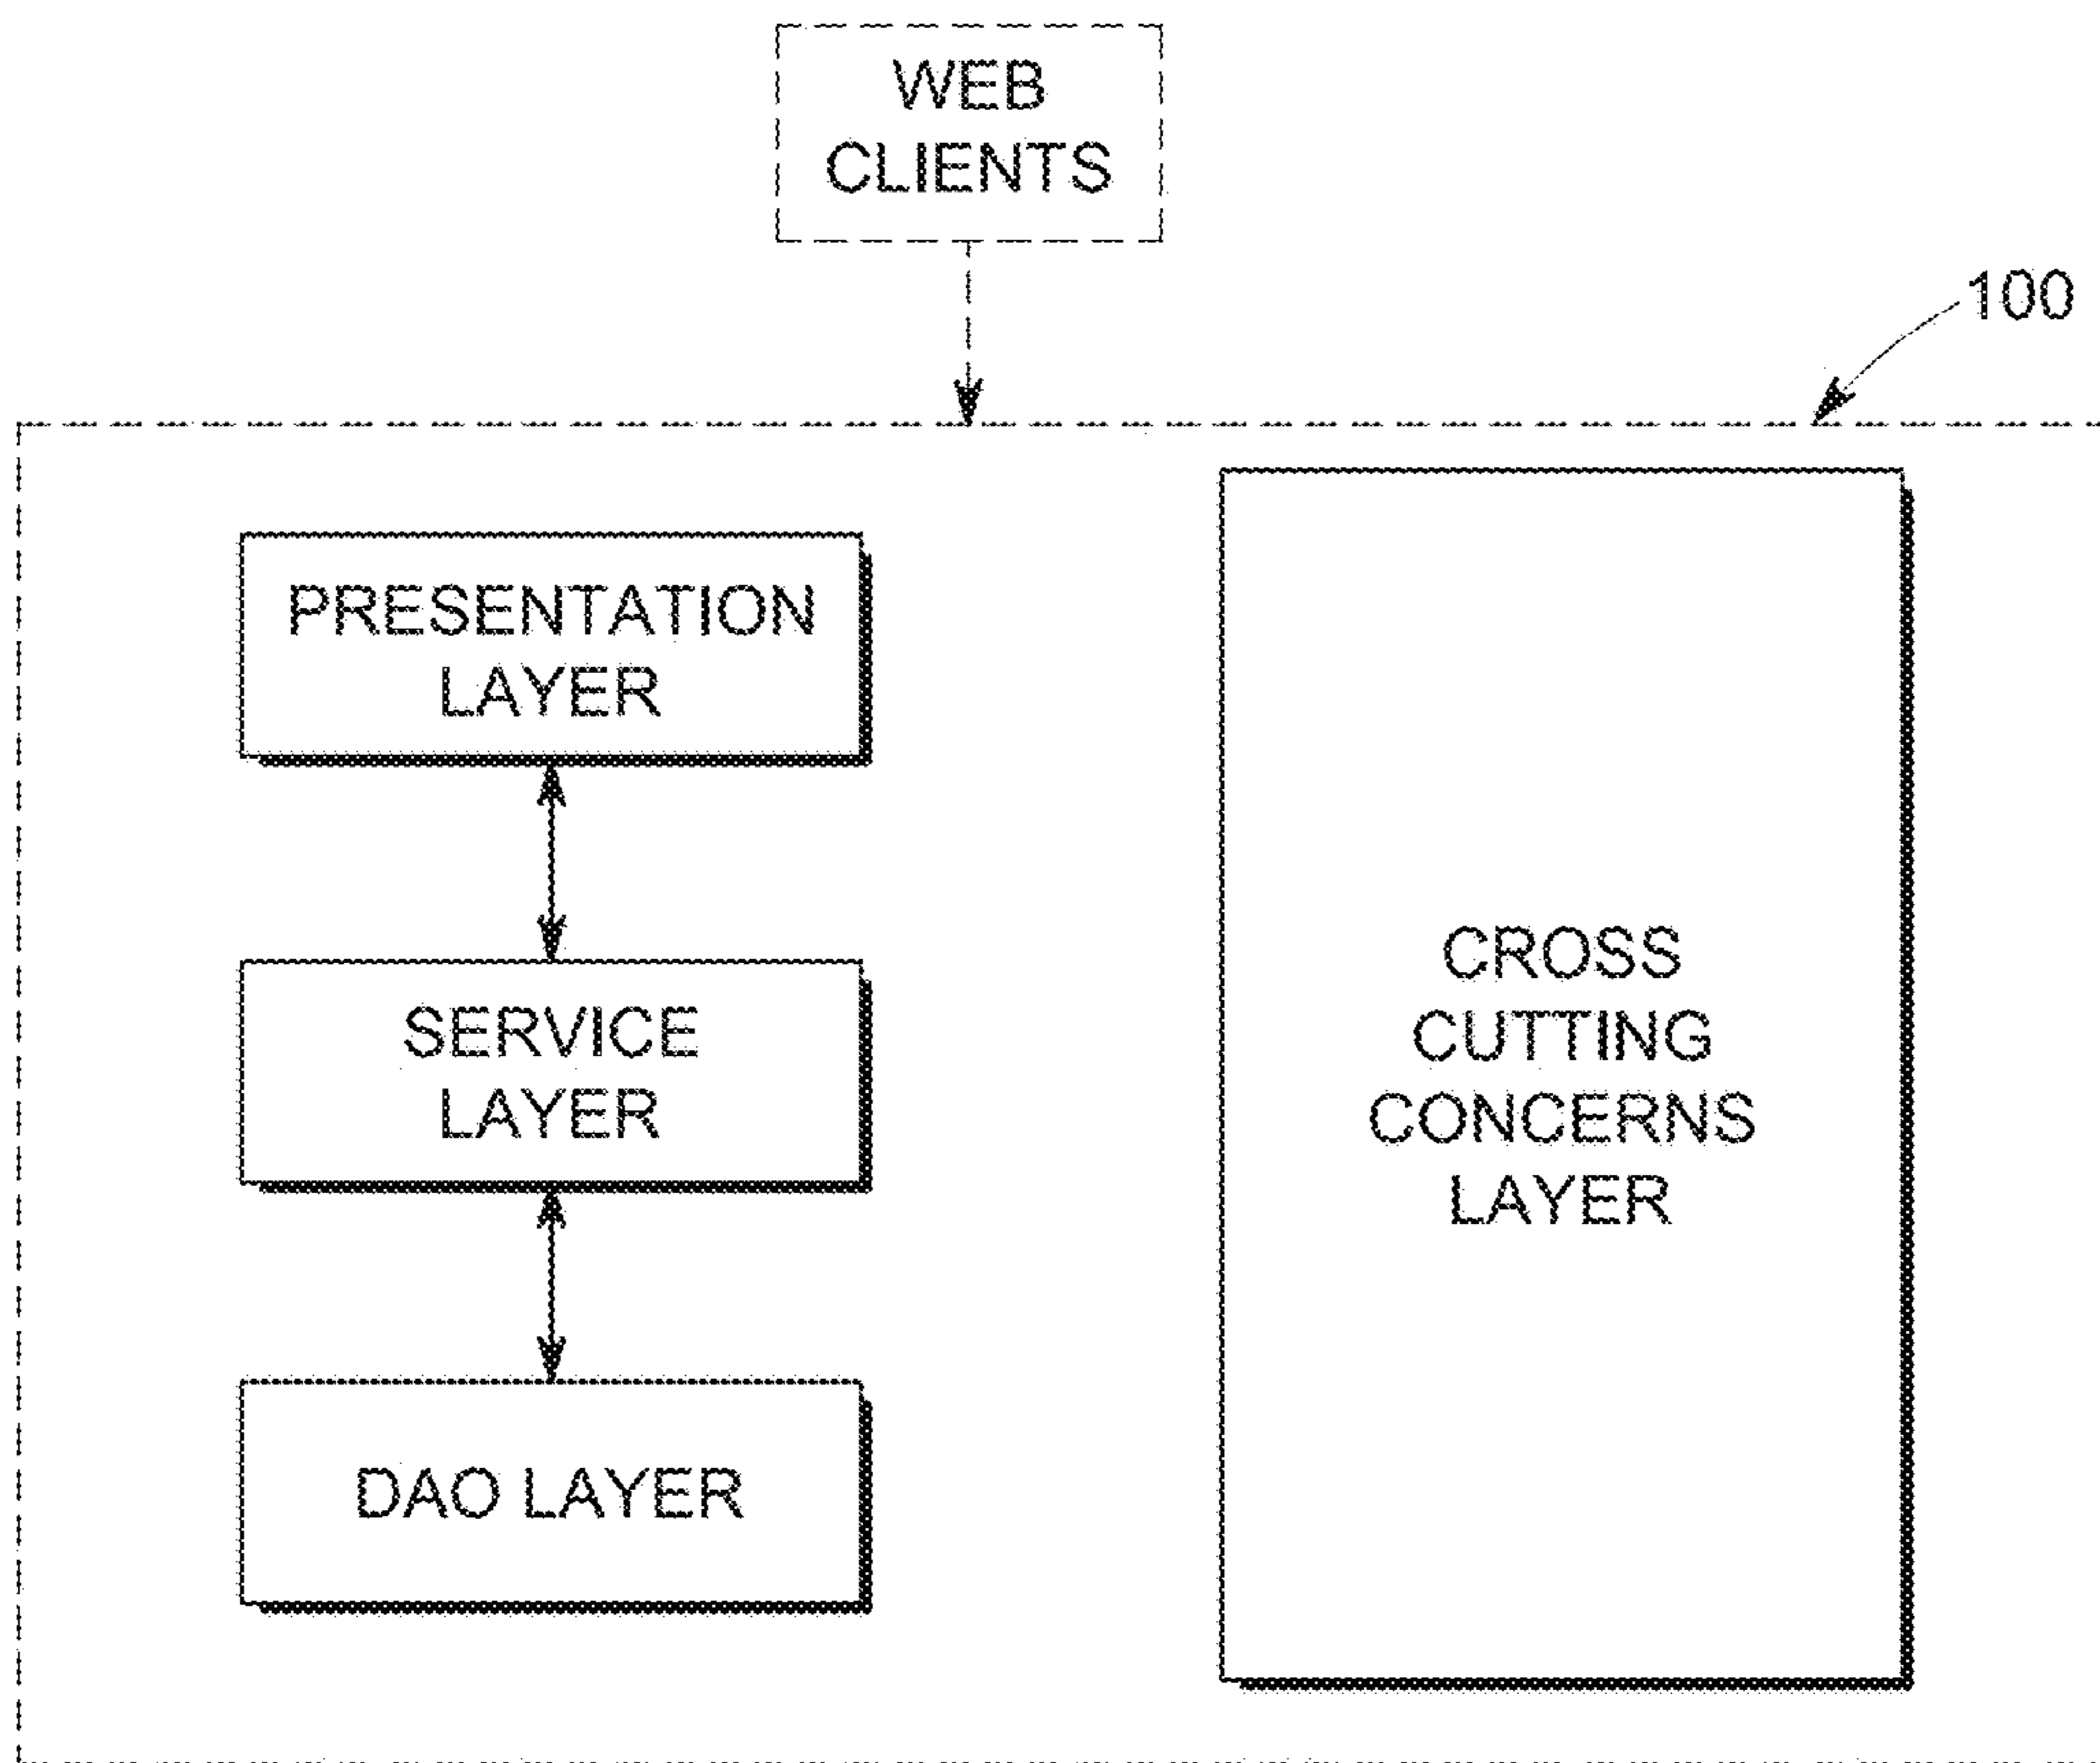 WEB
CLIENTS
100
PRESENTATION
LAYER
SERVICE
LAYER
DAO LAYER
CROSS
CUTTING
CONCERNS
LAYER